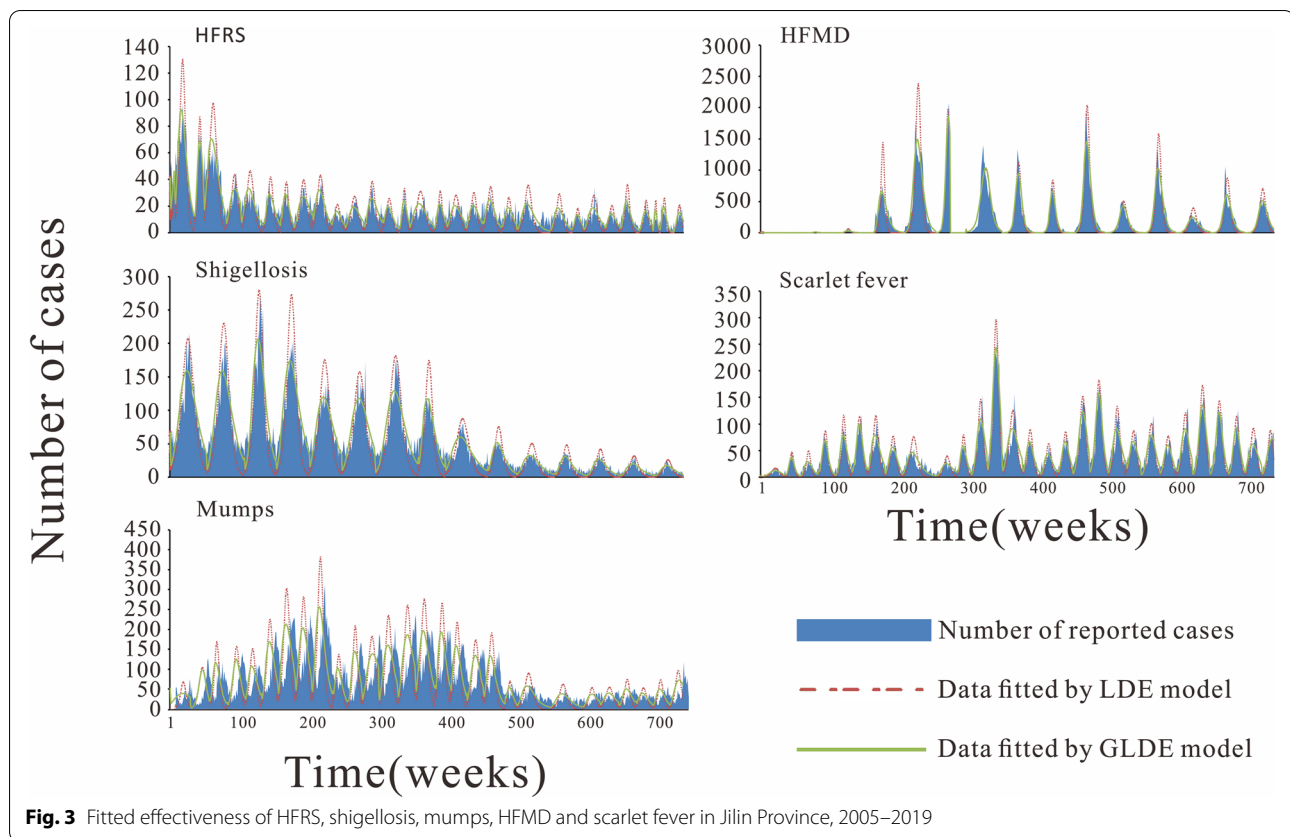 HFRS
140
120
100
80
60
40
20
0
Shigellosis
300
250
200
150
100
50
0
Mumps
450
400
350
300
250
200
150
100
50
0
1 100 200 300 400 500 600 700
Time(weeks)
Number of cases
HFMD
3000
2500
2000
1500
1000
500
0
Scarlet fever
350
300
350
200
150
100
50
0
1 100 200 300 400 500 600 700
Time(weeks)
Number of reported cases
Data fitted by LDE model
Data fitted by GLDE model
Fig. 3 Fitted effectiveness of HFRS, shigellosis, mumps, HFMD and scarlet fever in Jilin Province, 2005–2019